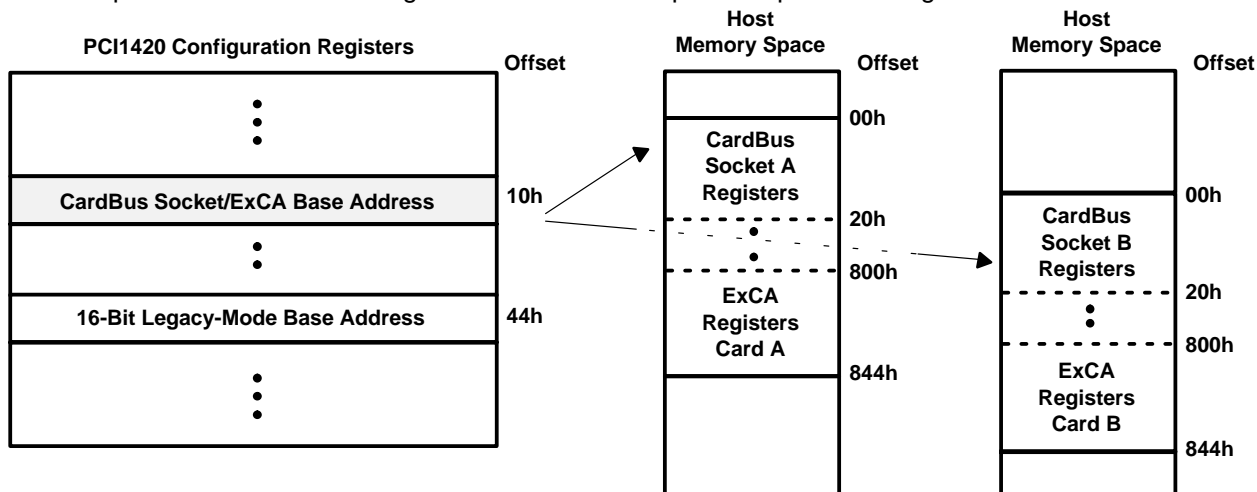 PCI1420 Configuration Registers
Offset
CardBus Socket/ExCA Base Address
10h
16-Bit Legacy-Mode Base Address
44h
Host
Memory Space
Offset
00h
CardBus
Socket A
Registers
20h
800h
ExCA
Registers
Card A
844h
Host
Memory Space
Offset
00h
CardBus
Socket B
Registers
20h
800h
ExCA
Registers
Card B
844h